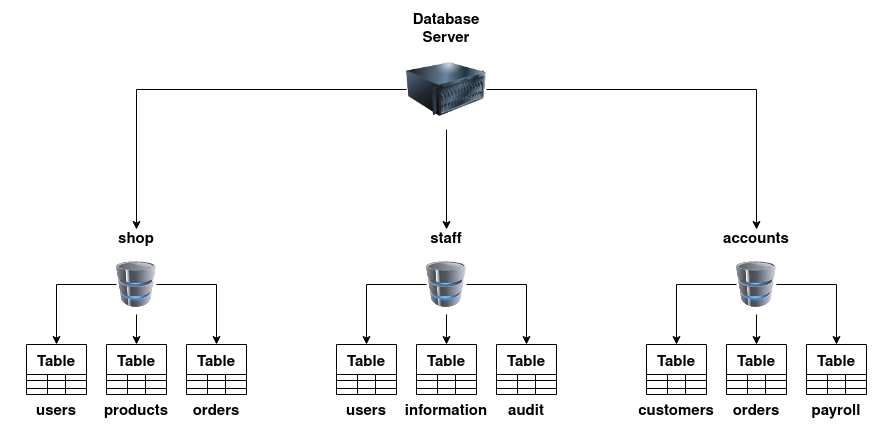 Database
Server
shop
staff
accounts
Table
Table
Table
Table
Table
Table
Table
Table
Table
users
products
orders
users
information
audit
customers
orders
payroll